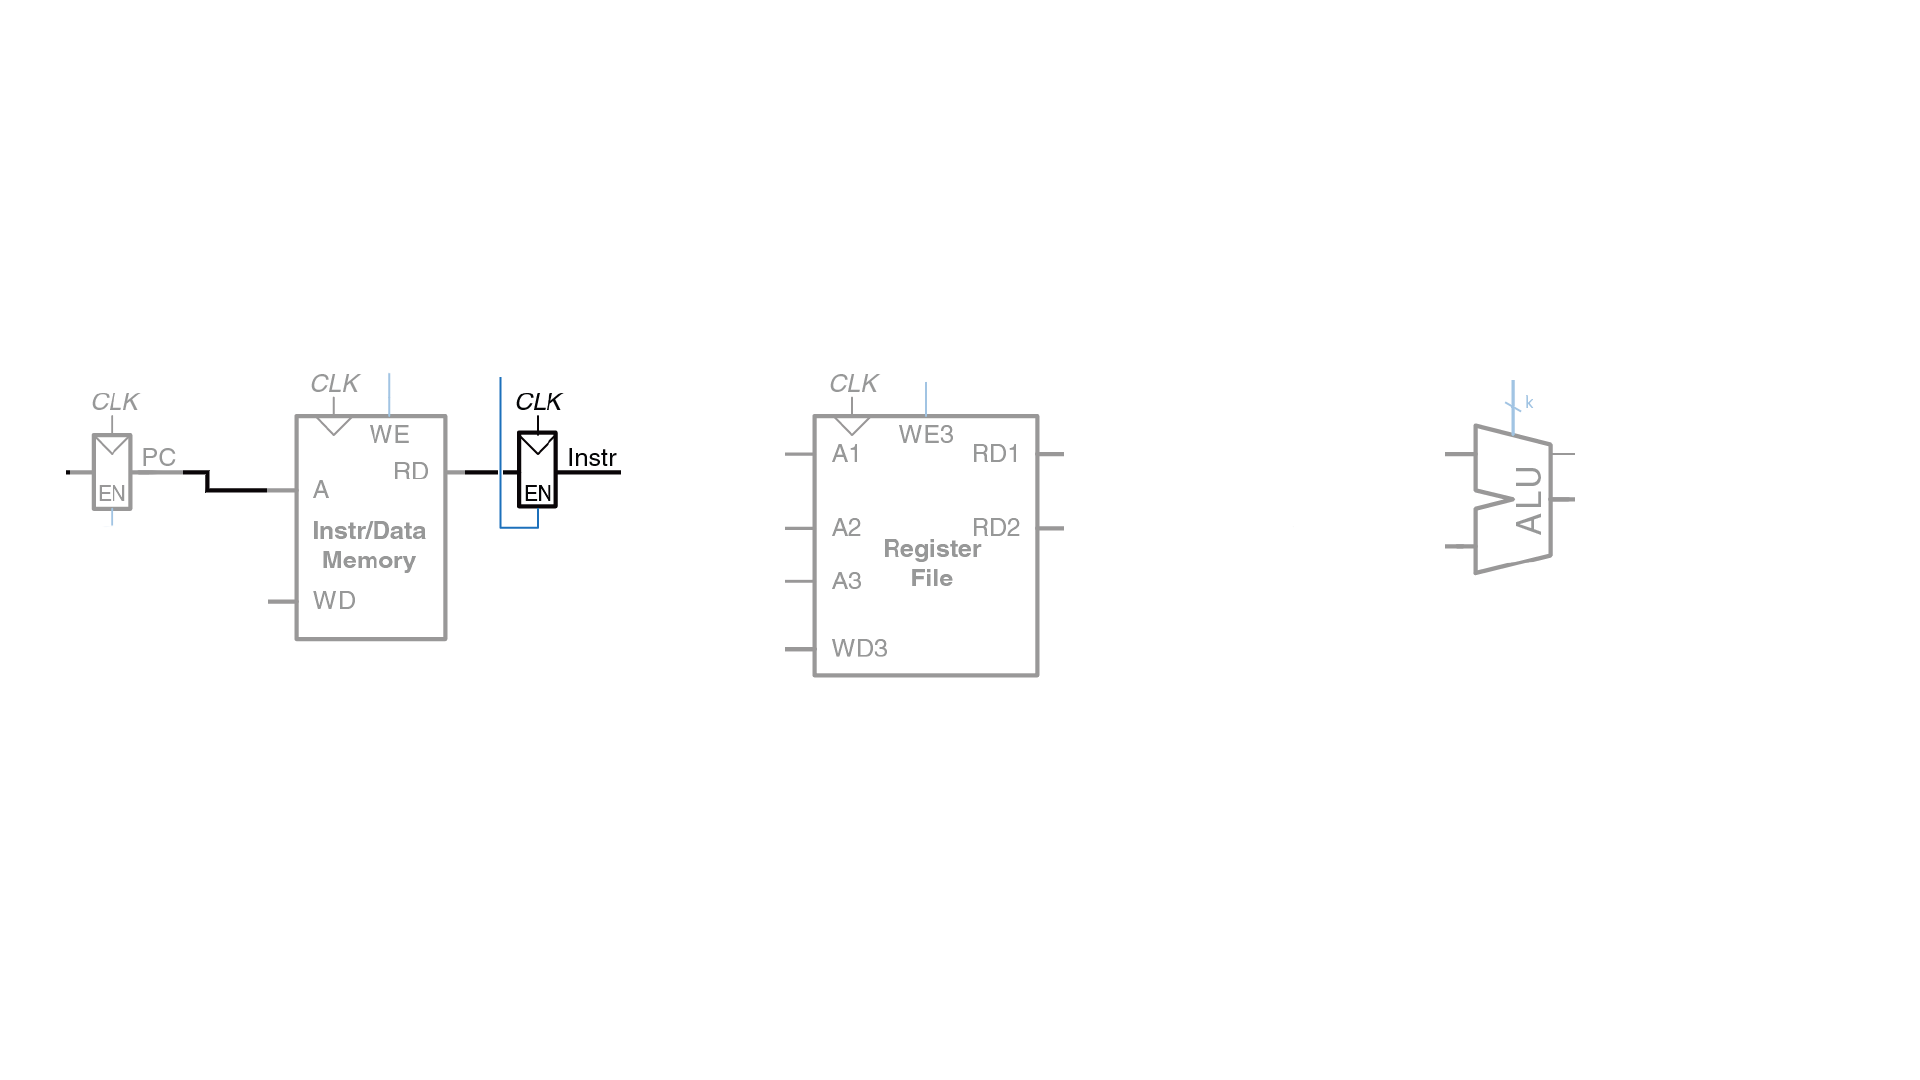 CLK
PC
EN
CLK
WE
RD
A
Instr/Data
Memory
WD
CLK
Instr
EN
CLK
WE3
A1
RD1
A2
RD2
Register
File
A3
WD3
k
ALU